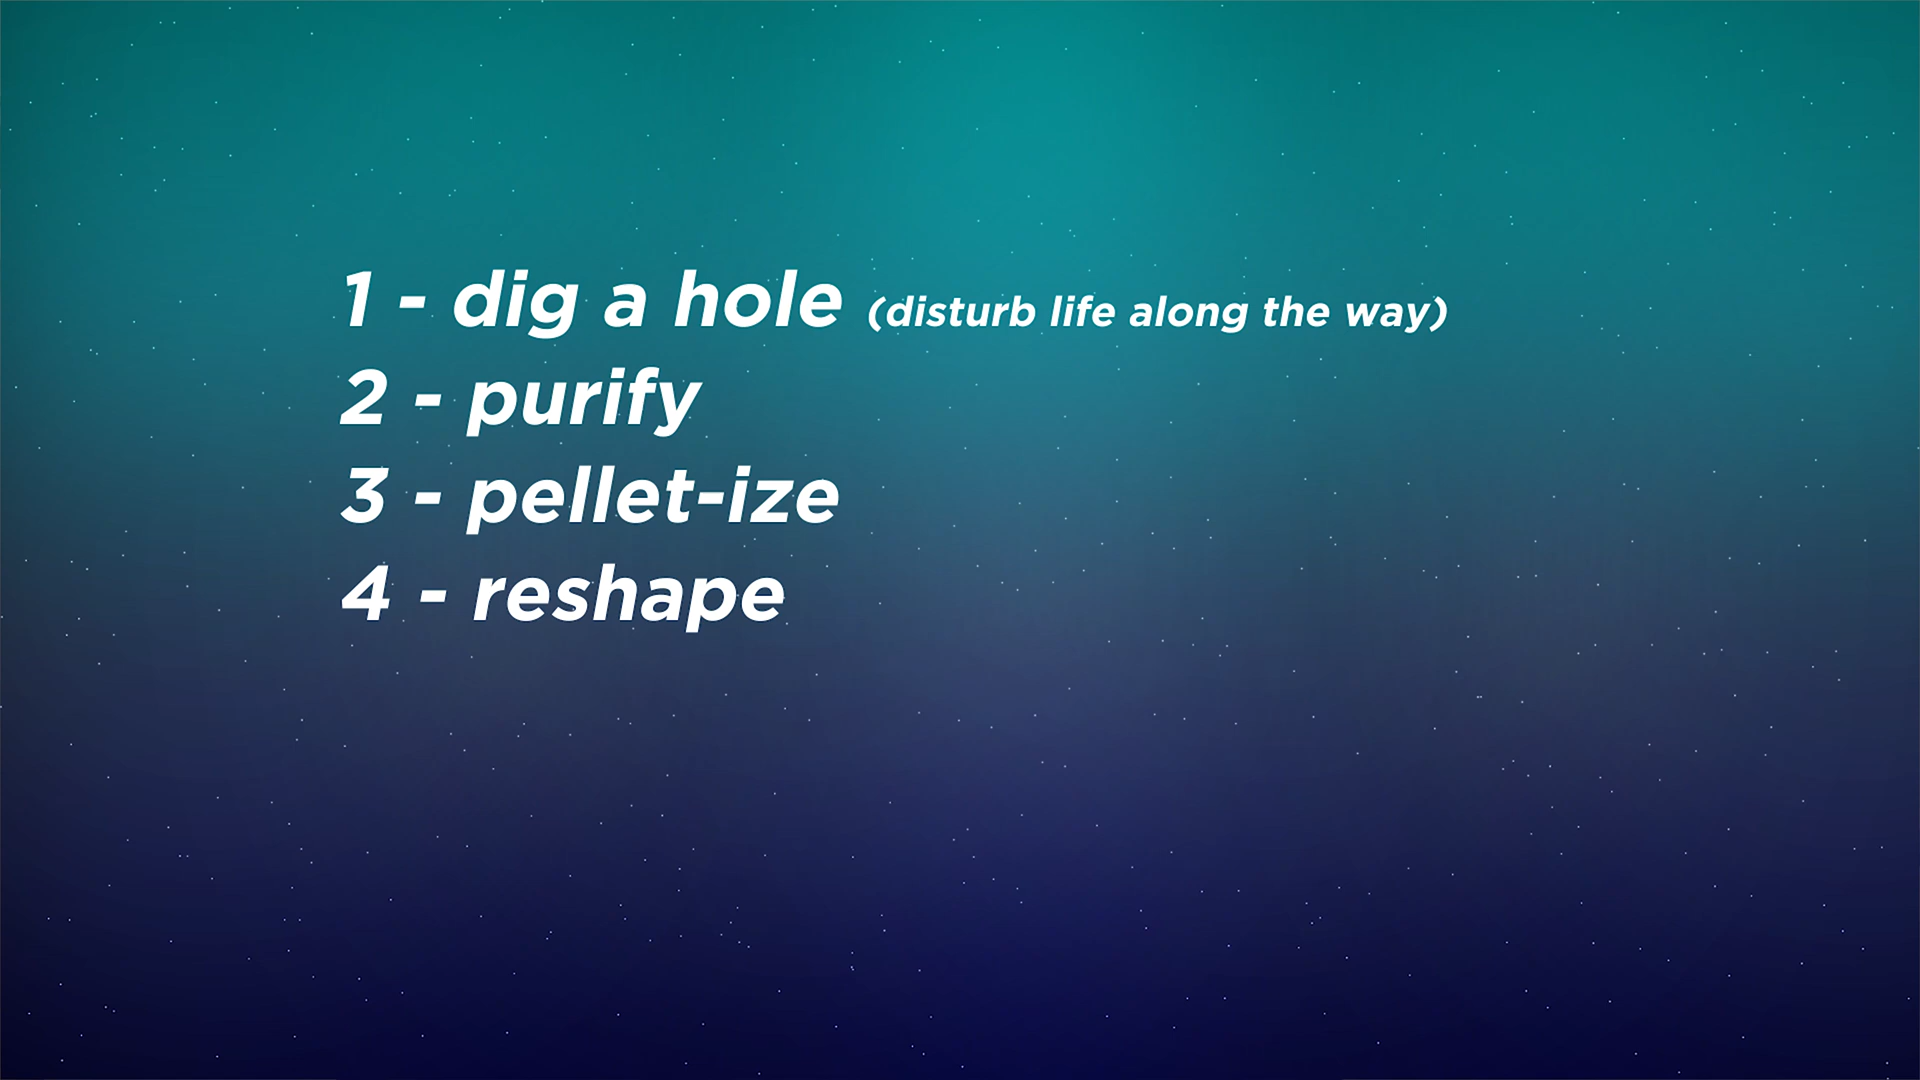 1 - dig a hole (disturb life along the way)
2 - purify
3 - pellet-ize
4 - reshape